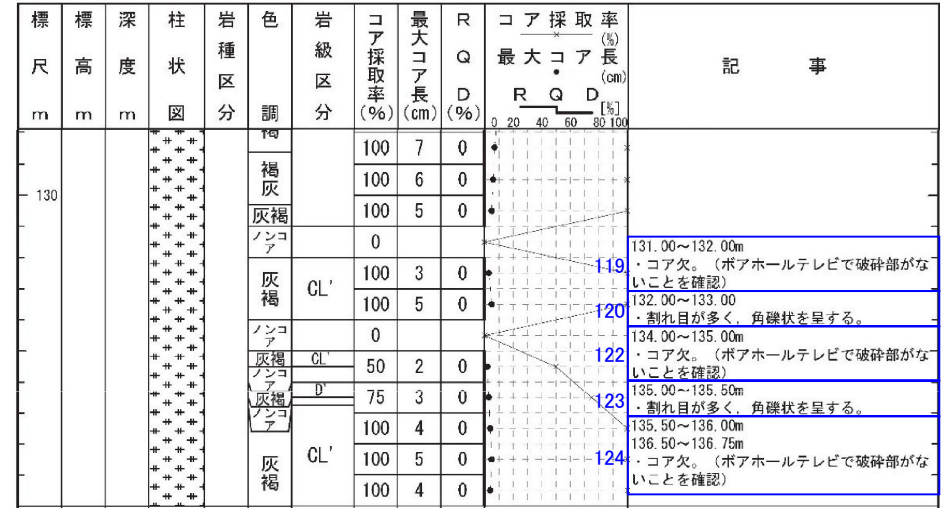 標尺m
標高m
深度m
柱状図
岩種区分
色調
岩級区分
コア採取率(%)
最大コア長(cm)
RQD(%)
コア採取率
(%)
最大コア長
(cm)
RQD
[%]
0 20 40 60 80 100
記事
130
褐灰
灰褐
ノンコア
灰褐
ノンコア
灰褐
ノンコア
灰褐
ノンコア
灰褐
CL'
CL'
D'
CL'
100 7 0
100 6 0
100 5 0
0
100 3 0
100 5 0
0
50 2 0
75 3 0
100 4 0
100 5 0
100 4 0
119
131.00~132.00m
・コア欠。(ボアホールテレビで破砕部がな
いことを確認)
120
132.00~133.00
・割れ目が多く，角礫状を呈する。
122
134.00~135.00m
・コア欠。(ボアホールテレビで破砕部がな
いことを確認)
123
135.00~135.50m
・割れ目が多く，角礫状を呈する。
124
135.50~136.00m
136.50~136.75m
・コア欠。(ボアホールテレビで破砕部がな
いことを確認)